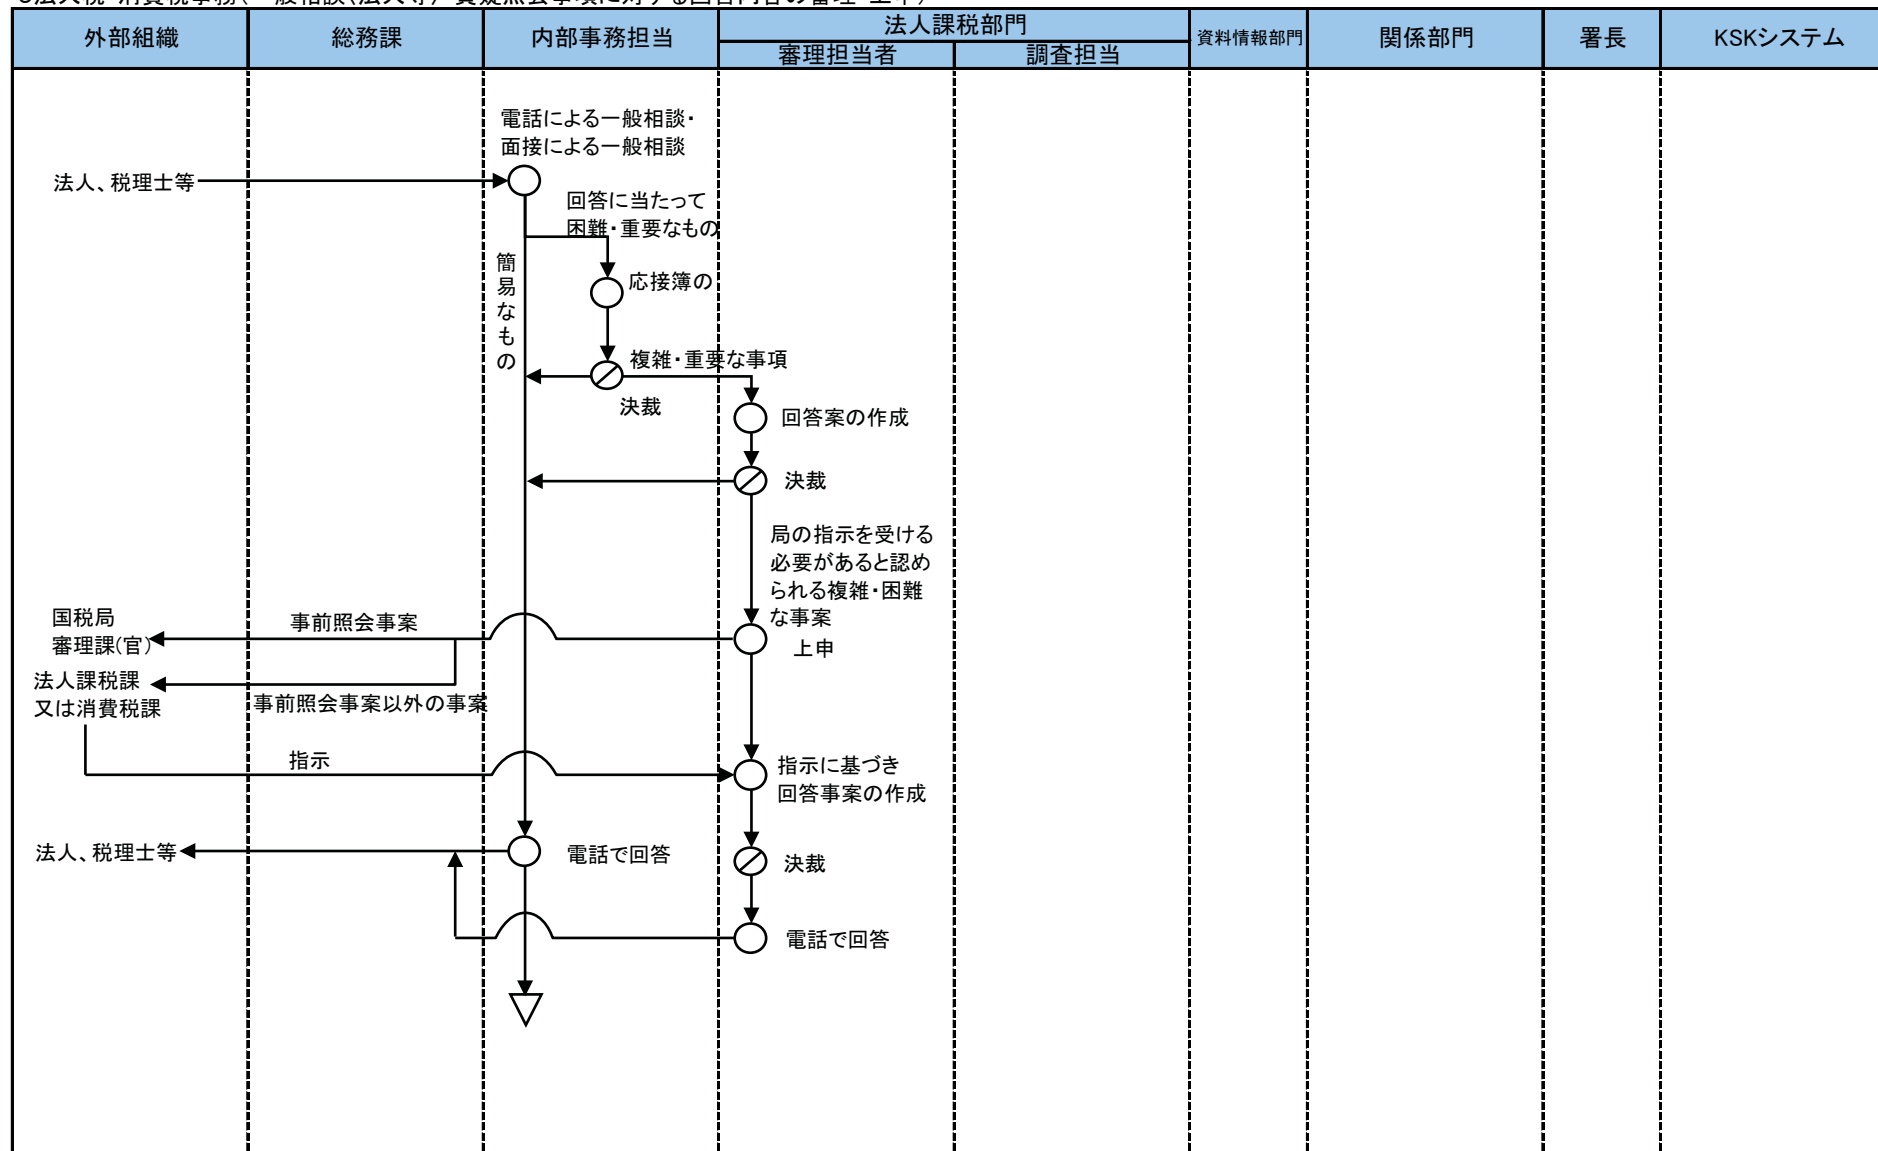 外部組織
総務課
内部事務担当
法人課税部門
審理担当者
調査担当
資料情報部門
関係部門
署長
KSKシステム
電話による一般相談・
面接による一般相談
法人、税理士等
回答に当たって
困難・重要なもの
簡易なもの
応接簿の
複雑・重要な事項
決裁
回答案の作成
決裁
局の指示を受ける
必要があると認め
られる複雑・困難
な事案
国税局
審理課(官)
事前照会事案
上申
法人課税課
又は消費税課
事前照会事案以外の事案
指示
指示に基づき
回答事案の作成
法人、税理士等
電話で回答
決裁
電話で回答